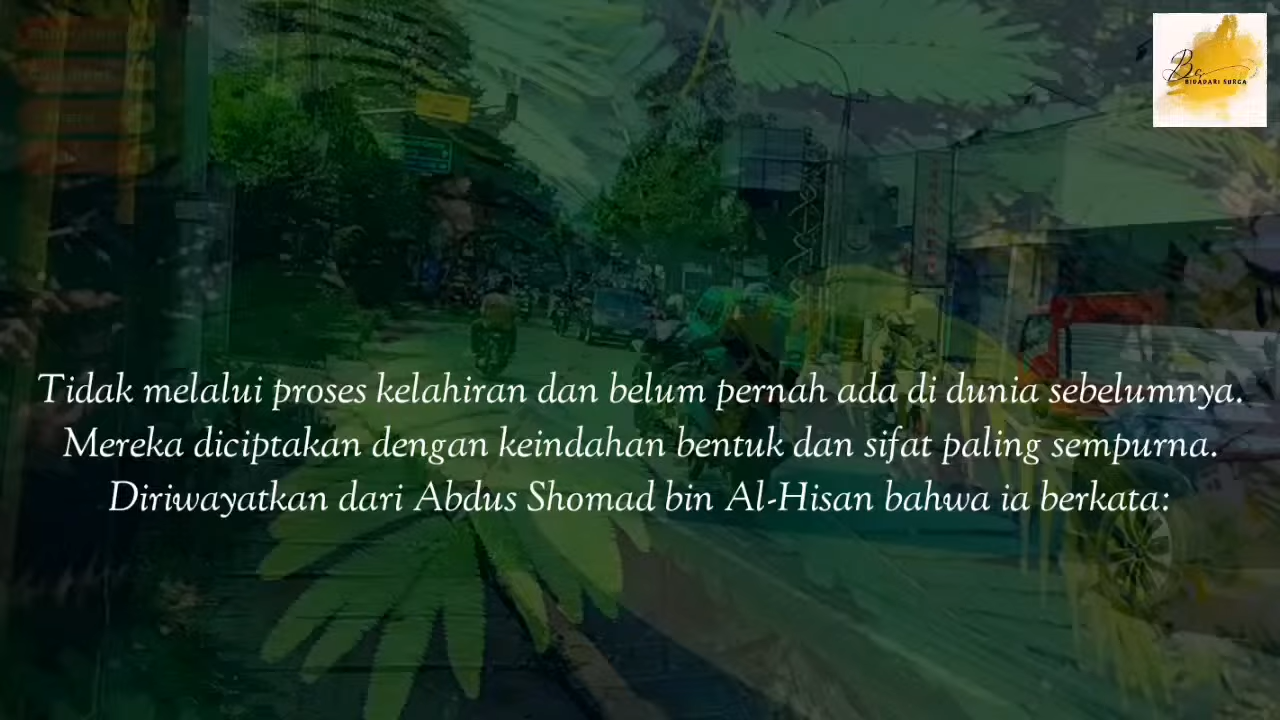 BIDADARI SURGA
Tidak melalui proses kelahiran dan belum pernah ada di dunia sebelumnya.
Mereka diciptakan dengan keindahan bentuk dan sifat paling sempurna.
Diriwayatkan dari Abdus Shomad bin Al-Hisan bahwa ia berkata: